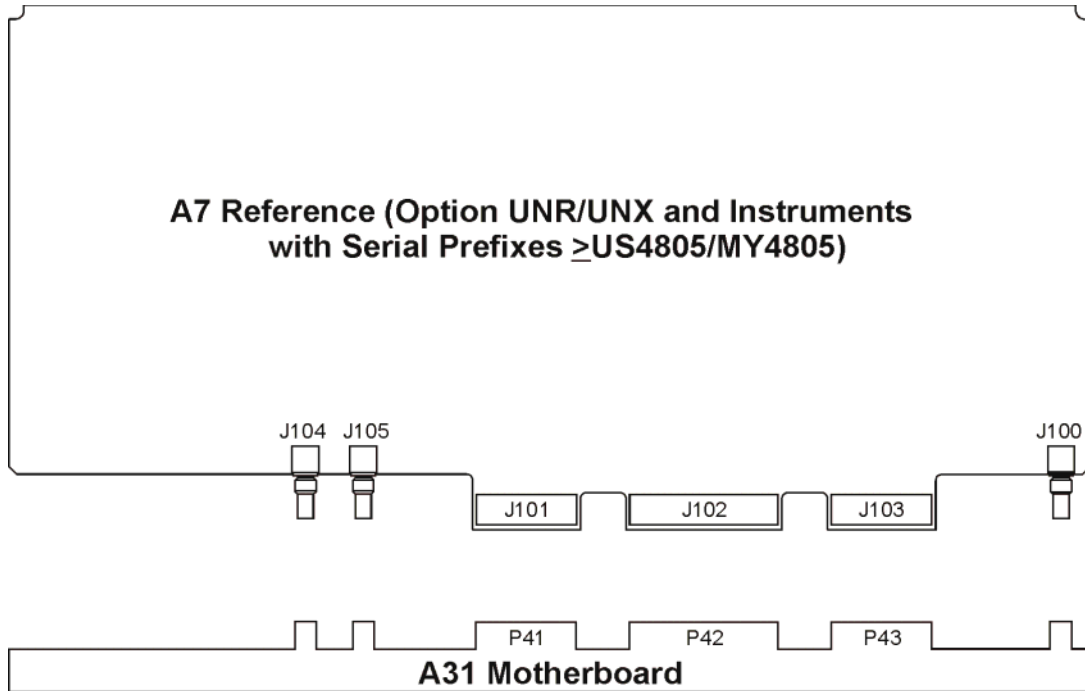 A7 Reference (Option UNR/UNX and Instruments
with Serial Prefixes ≥US4805/MY4805)
J104 J105 J100
J101 J102 J103
P41 P42 P43
A31 Motherboard